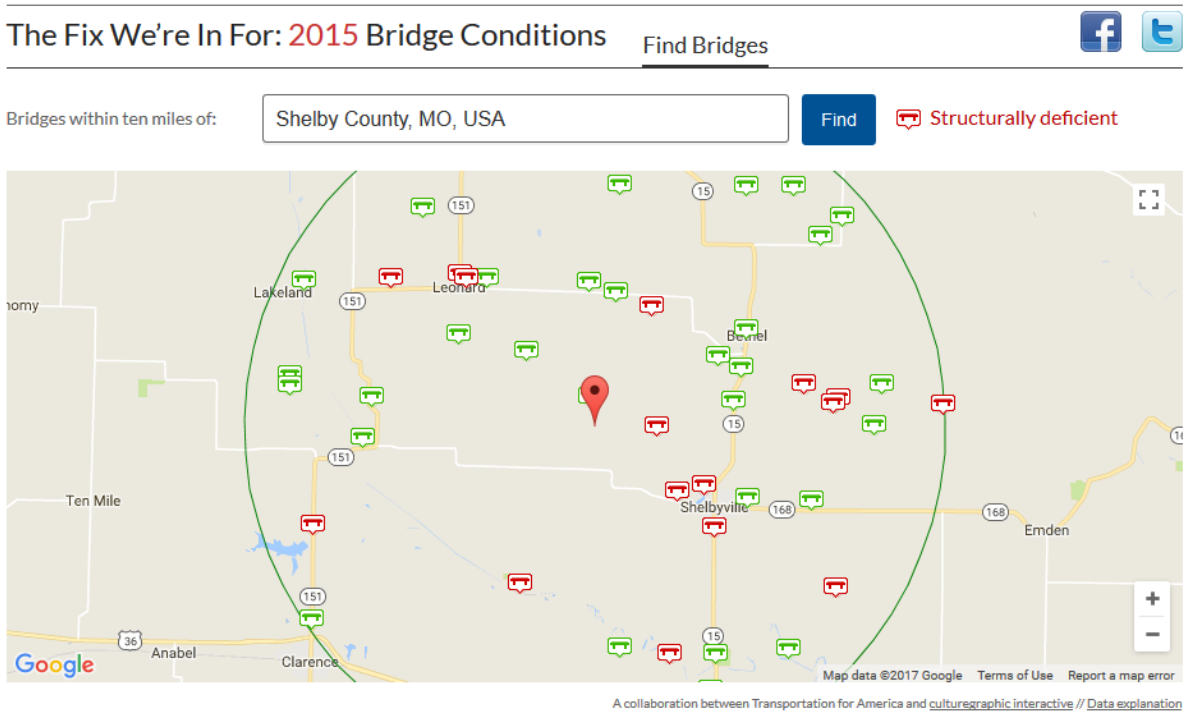 The Fix We're In For: 2015 Bridge Conditions
Find Bridges
Bridges within ten miles of:
Shelby County, MO, USA
Find
Structurally deficient
15
151
Lakeland
Leonard
151
nomy
Bethel
15
151
Ten Mile
Shelbyville
168
168
Emden
151
15
36
Anabel
Clarence
+
−
Google
Map data ©2017 Google
Terms of Use
Report a map error
A collaboration between Transportation for America and culturegraphic interactive // Data explanation